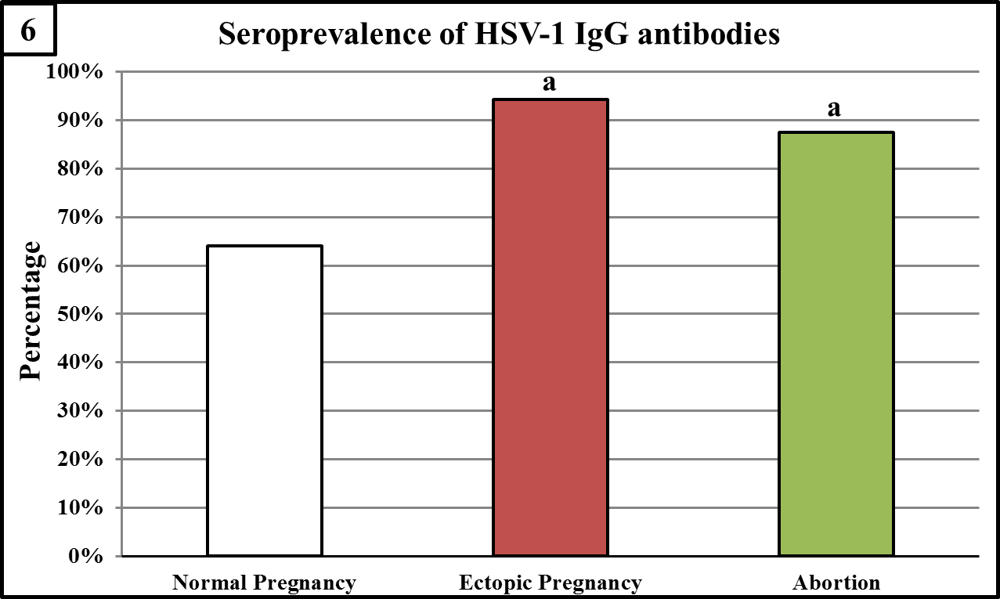 6
Seroprevalence of HSV-1 IgG antibodies
Percentage
100%
90%
80%
70%
60%
50%
40%
30%
20%
10%
0%
a
a
Normal Pregnancy
Ectopic Pregnancy
Abortion